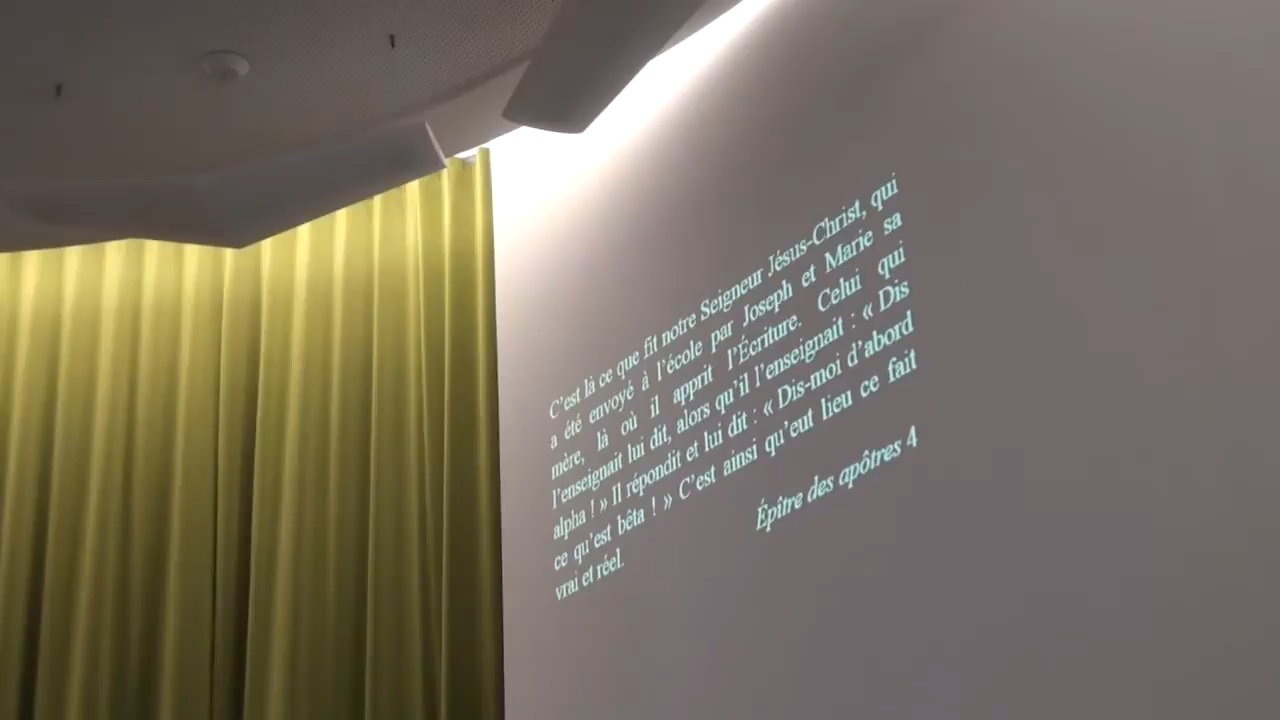 C'est là ce que fit notre Seigneur Jésus-Christ, qui
a été envoyé à l'école par Joseph et Marie sa
mère, là où il apprit l'Écriture. Celui qui
l'enseignait lui dit, alors qu'il l'enseignait : « Dis
alpha ! » Il répondit et lui dit : « Dis-moi d'abord
ce qu'est bêta ! » C'est ainsi qu'eut lieu ce fait
vrai et réel.
Épître des apôtres 4